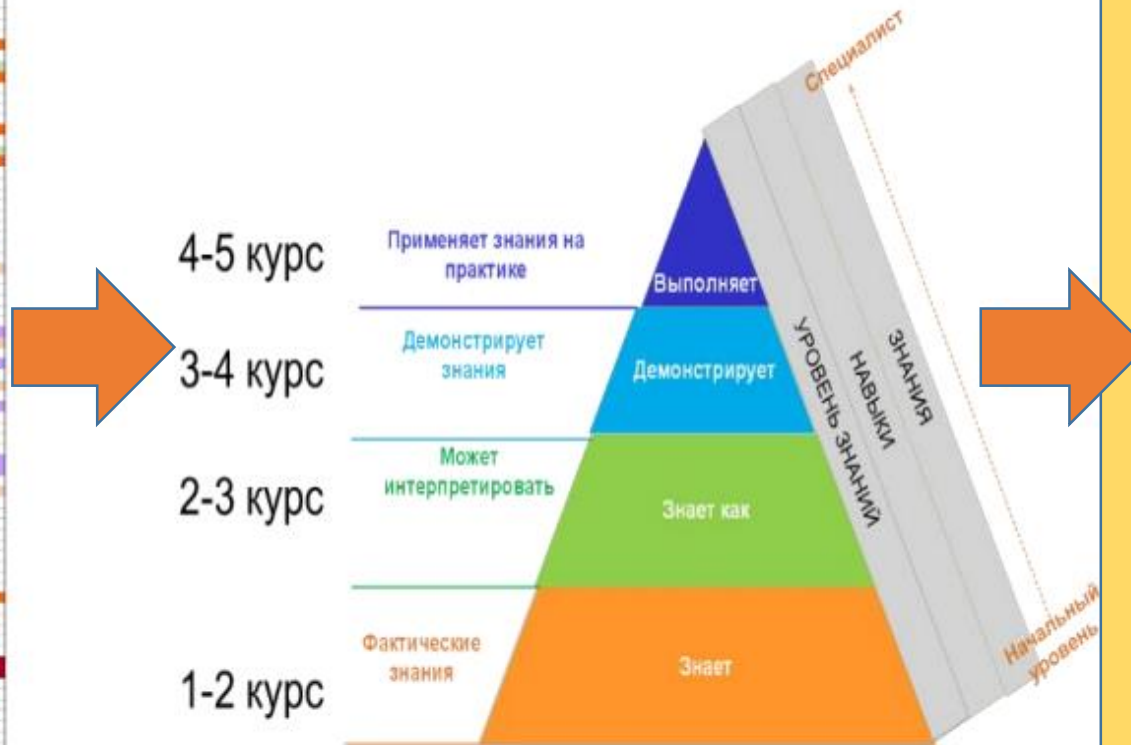 Специалист
4-5 курс
Применяет знания на
практике
Выполняет
3-4 курс
Демонстрирует
знания
Демонстрирует
2-3 курс
Может
интерпретировать
Знает как
1-2 курс
Фактические
знания
Знает
УРОВЕНЬ ЗНАНИЙ
НАВЫКИ
ЗНАНИЯ
Начальный
уровень